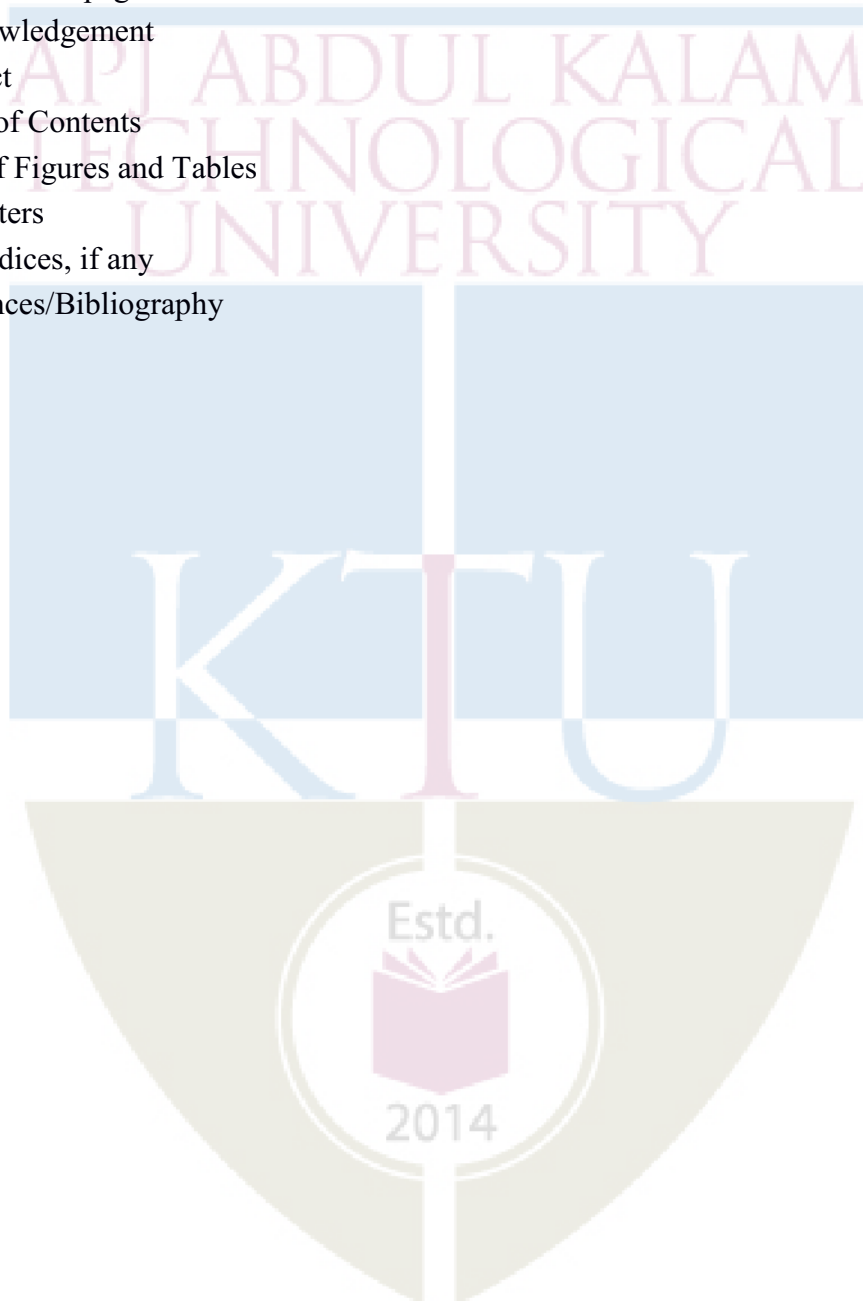 wledgement
APJ ABDUL KALAM
ct
of Contents
TECHNOLOGICAL
f Figures and Tables
ters
UNIVERSITY
dices, if any
nces/Bibliography
KTU
Estd.
2014